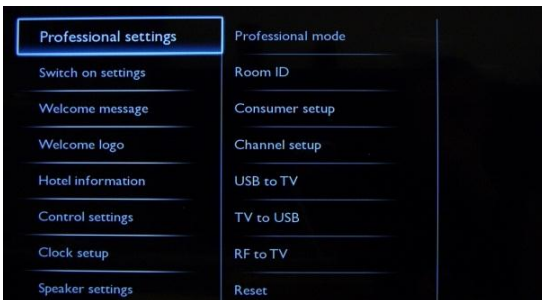 Professional settings
Switch on settings
Welcome message
Welcome logo
Hotel information
Control settings
Clock setup
Speaker settings
Professional mode
Room ID
Consumer setup
Channel setup
USB to TV
TV to USB
RF to TV
Reset